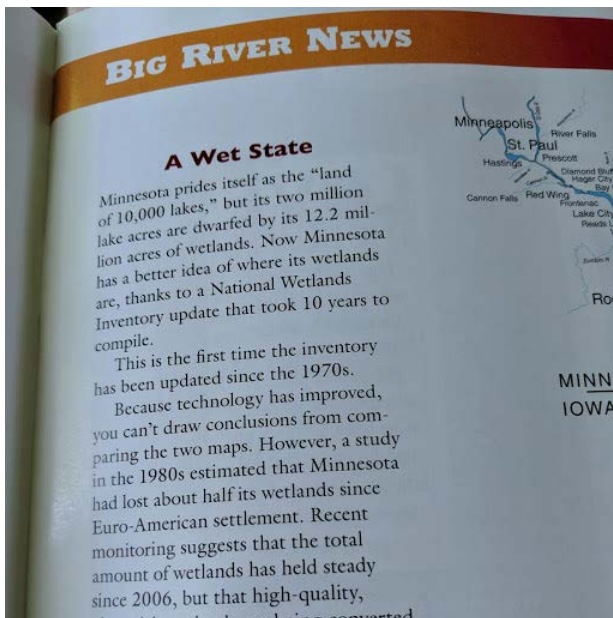 BIG RIVER NEWS
A Wet State
Minnesota prides itself as the “land
of 10,000 lakes,” but its two million
lake acres are dwarfed by its 12.2 mil-
lion acres of wetlands. Now Minnesota
has a better idea of where its wetlands
are, thanks to a National Wetlands
Inventory update that took 10 years to
compile.
This is the first time the inventory
has been updated since the 1970s.
Because technology has improved,
you can’t draw conclusions from com-
paring the two maps. However, a study
in the 1980s estimated that Minnesota
had lost about half its wetlands since
Euro-American settlement. Recent
monitoring suggests that the total
amount of wetlands has held steady
since 2006, but that high-quality,
Minneapolis
River Falls
St. Paul
Prescott
Hastings
Diamond Bluf
Hager City
Bay
Cannon Falls
Red Wing
Frontenac
Lake City
Reads L
Ro
MINN
IOWA